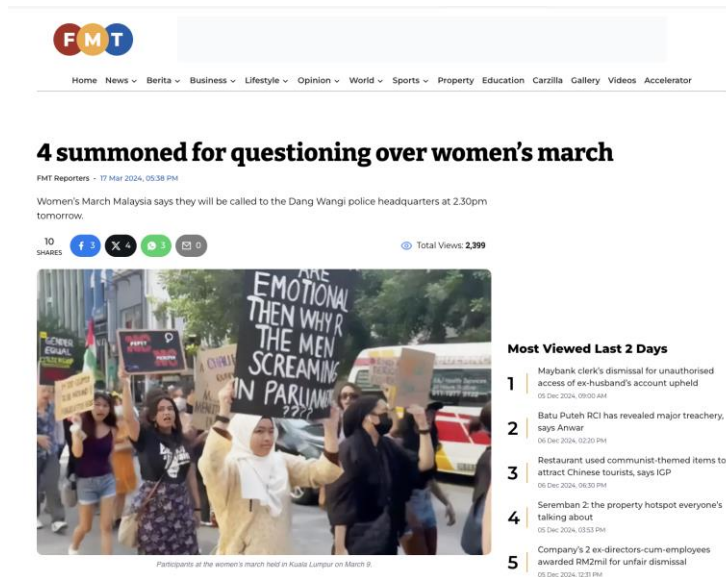 FMT
Home News Berita Business Lifestyle Opinion World Sports Property Education Carzilla Gallery Videos Accelerator
4 summoned for questioning over women’s march
FMT Reporters - 17 Mar 2024, 05:38 PM
Women’s March Malaysia says they will be called to the Dang Wangi police headquarters at 2.30pm
tomorrow.
10
SHARES
3
4
3
0
Total Views: 2,399
GENDER
EQUAL
ARE
EMOTIONAL
THEN WHY R
THE MEN
SCREAMING
IN PARLIAMENT
????
Participants at the women’s march held in Kuala Lumpur on March 9.
Most Viewed Last 2 Days
1
Maybank clerk’s dismissal for unauthorised
access of ex-husband’s account upheld
05 Dec 2024, 09:00 AM
2
Batu Puteh RCI has revealed major treachery,
says Anwar
06 Dec 2024, 02:20 PM
3
Restaurant used communist-themed items to
attract Chinese tourists, says IGP
06 Dec 2024, 06:30 PM
4
Seremban 2: the property hotspot everyone’s
talking about
05 Dec 2024, 03:53 PM
5
Company’s 2 ex-directors-cum-employees
awarded RM2mil for unfair dismissal
05 Dec 2024, 12:31 PM